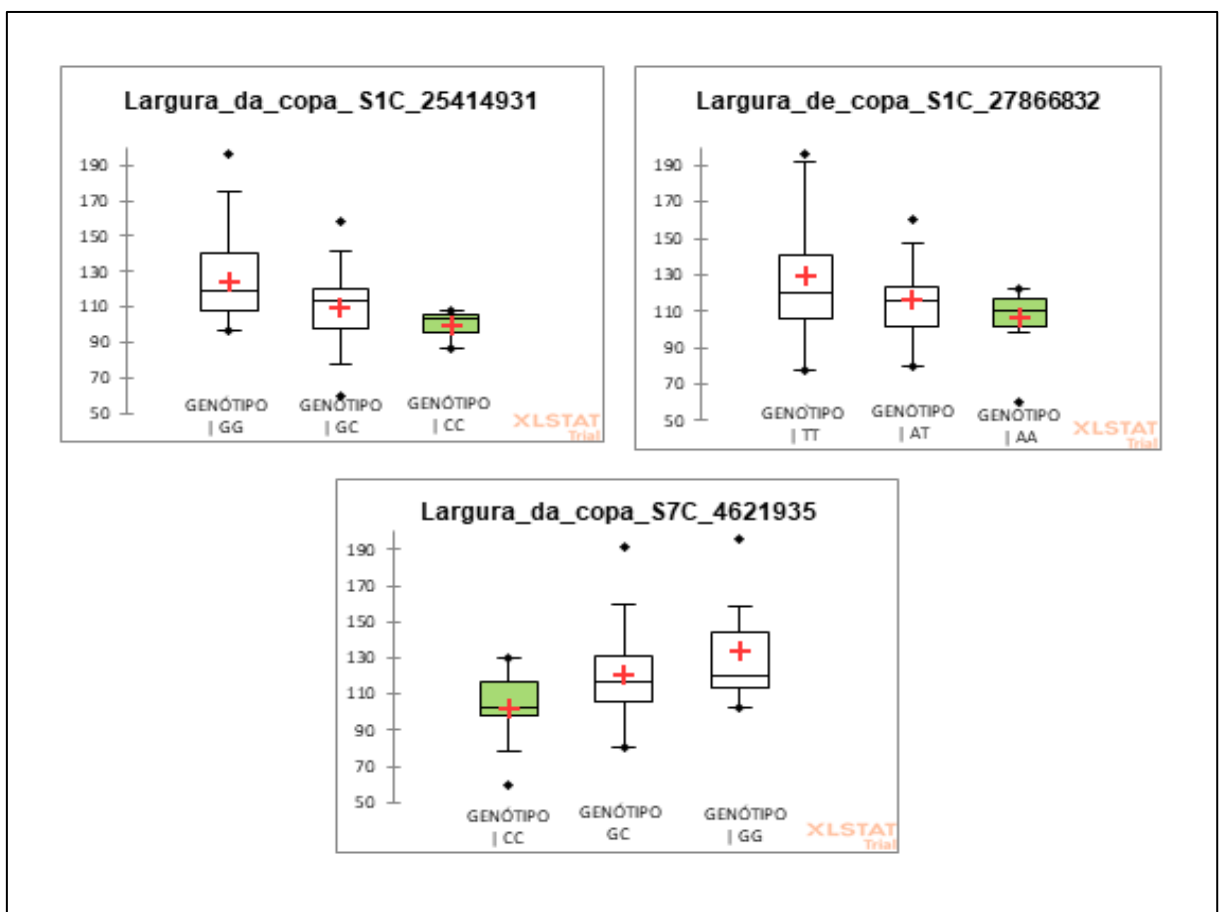 Largura_da_copa_ S1C_25414931
190
170
150
130
110
90
70
50
GENÓTIPO | GG
GENÓTIPO | GC
GENÓTIPO | CC
XLSTAT
Trial
Largura_de_copa_S1C_27866832
190
170
150
130
110
90
70
50
GENÓTIPO | TT
GENÓTIPO | AT
GENÓTIPO | AA
XLSTAT
Trial
Largura_da_copa_S7C_4621935
190
170
150
130
110
90
70
50
GENÓTIPO | CC
GENÓTIPO GC
GENÓTIPO | GG
XLSTAT
Trial